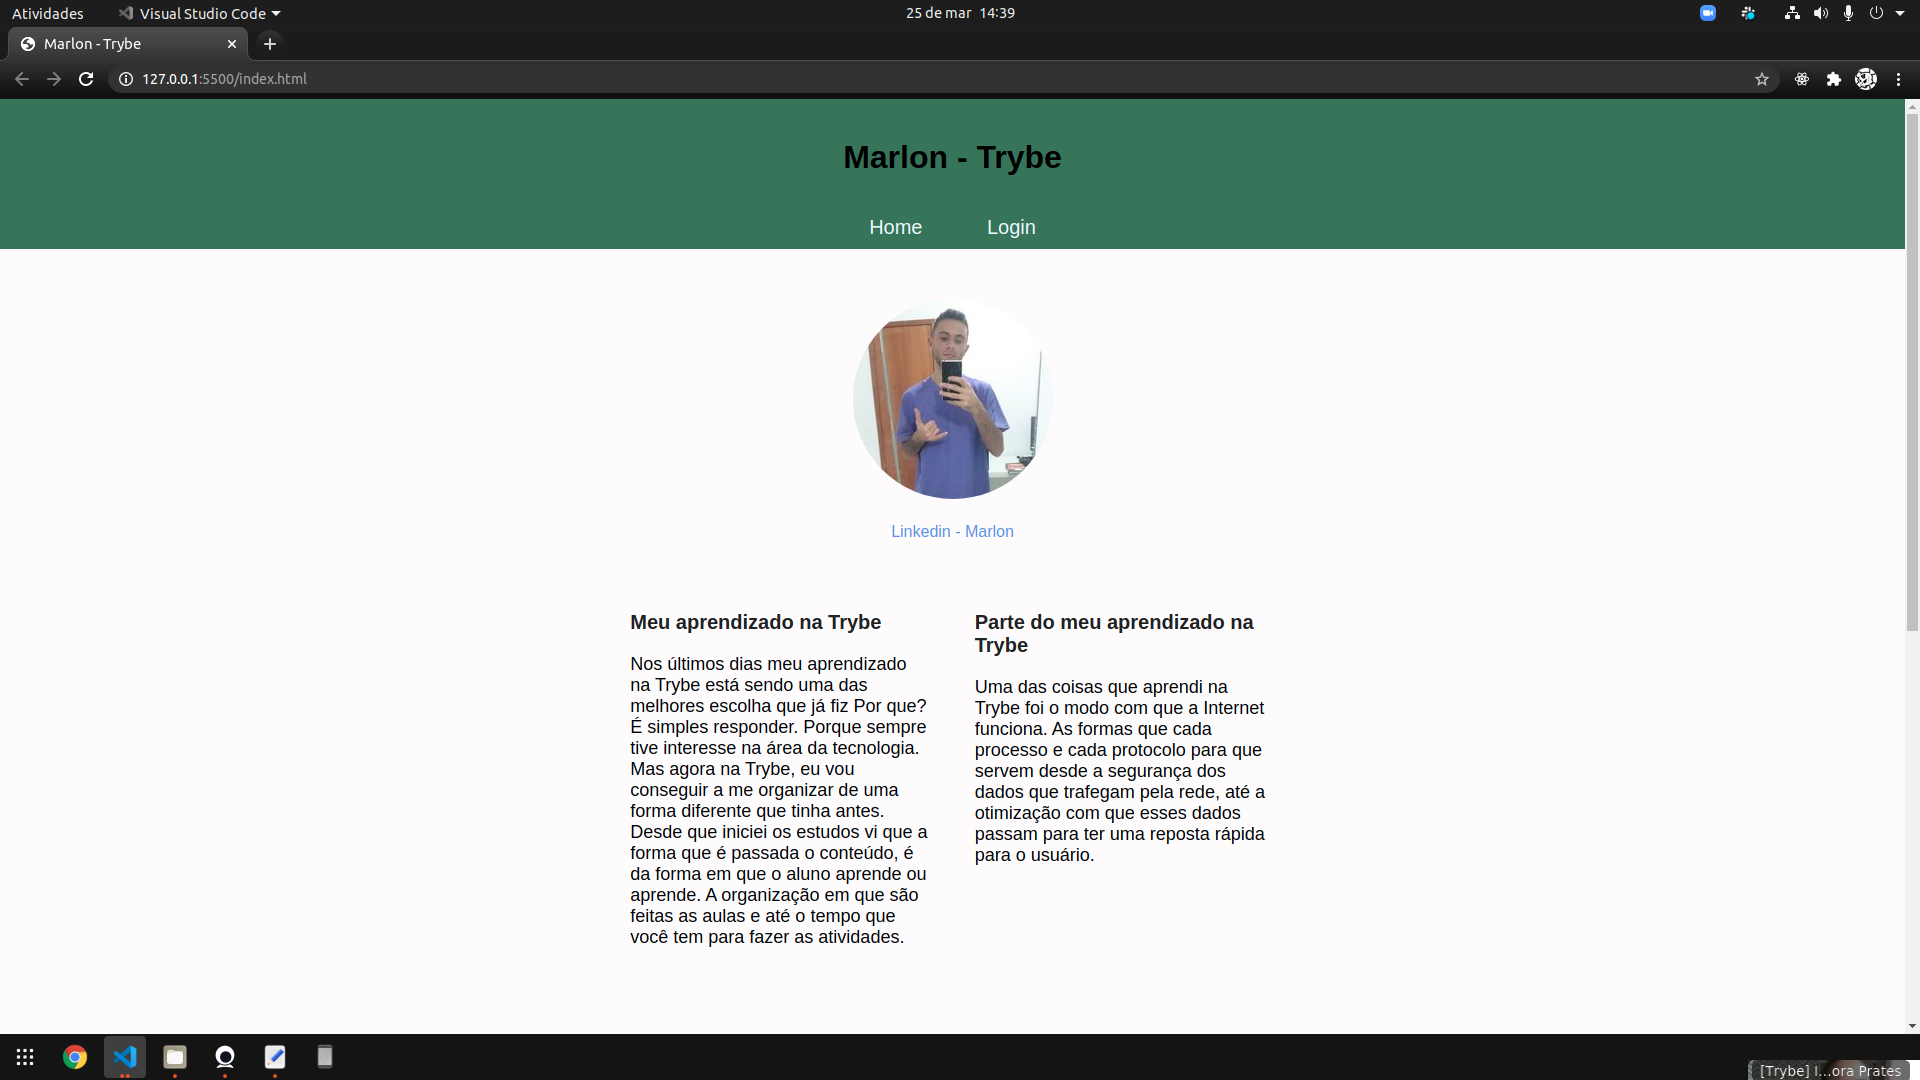 Atividades
Visual Studio Code
25 de mar 14:39
Marlon - Trybe
127.0.0.1:5500/index.html
Marlon - Trybe
Home
Login
Linkedin - Marlon
Meu aprendizado na Trybe
Nos últimos dias meu aprendizado
na Trybe está sendo uma das
melhores escolha que já fiz Por que?
É simples responder. Porque sempre
tive interesse na área da tecnologia.
Mas agora na Trybe, eu vou
conseguir a me organizar de uma
forma diferente que tinha antes.
Desde que iniciei os estudos vi que a
forma que é passada o conteúdo, é
da forma em que o aluno aprende ou
aprende. A organização em que são
feitas as aulas e até o tempo que
você tem para fazer as atividades.
Parte do meu aprendizado na
Trybe
Uma das coisas que aprendi na
Trybe foi o modo com que a Internet
funciona. As formas que cada
processo e cada protocolo para que
servem desde a segurança dos
dados que trafegam pela rede, até a
otimização com que esses dados
passam para ter uma reposta rápida
para o usuário.
[Trybe] I...ora Prates